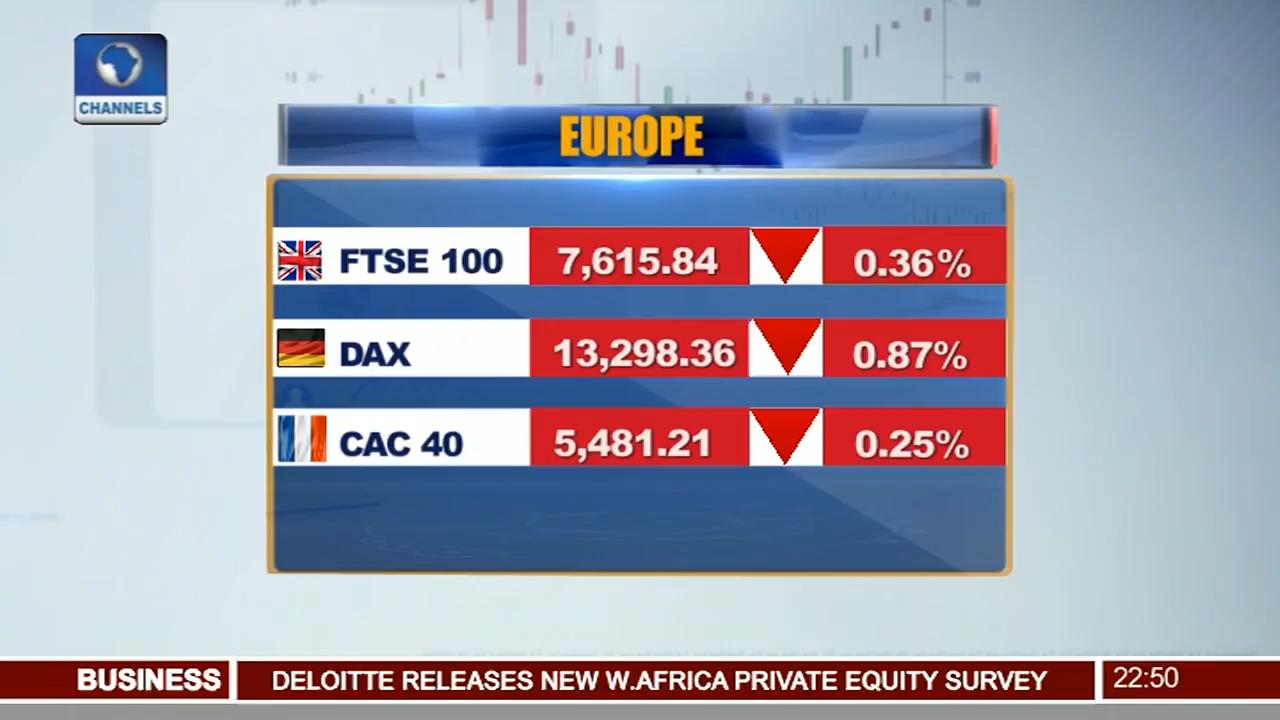 CHANNELS
EUROPE
FTSE 100 7,615.84 0.36%
DAX 13,298.36 0.87%
CAC 40 5,481.21 0.25%
BUSINESS DELOITTE RELEASES NEW W.AFRICA PRIVATE EQUITY SURVEY 22:50